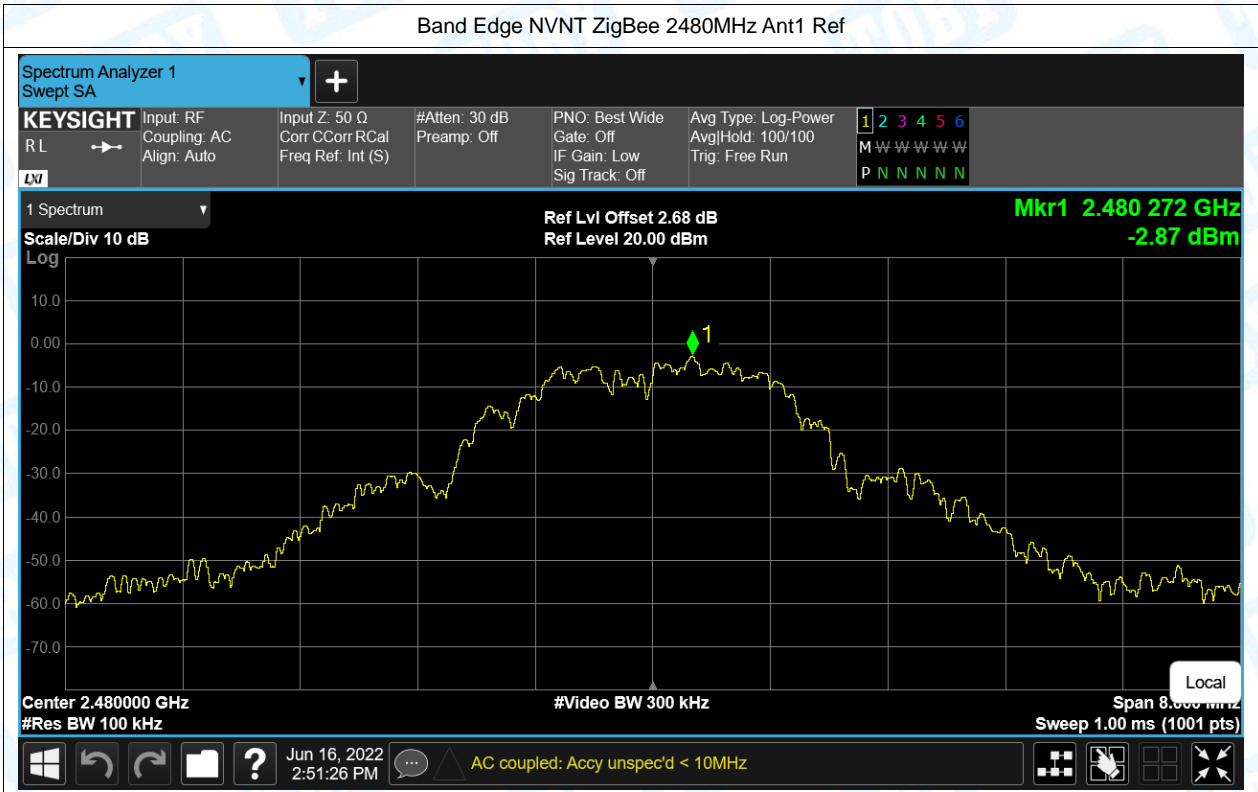 Band Edge NVNT ZigBee 2480MHz Ant1 Ref
Spectrum Analyzer 1
Swept SA
KEYSIGHT
R L
LXI
Input: RF
Coupling: AC
Align: Auto
Input Z: 50 Ω
Corr CCorr RCal
Freq Ref: Int (S)
#Atten: 30 dB
Preamp: Off
PNO: Best Wide
Gate: Off
IF Gain: Low
Sig Track: Off
Avg Type: Log-Power
Avg|Hold: 100/100
Trig: Free Run
1 2 3 4 5 6
M W W W W W
P N N N N N
1 Spectrum
Scale/Div 10 dB
Ref Lvl Offset 2.68 dB
Ref Level 20.00 dBm
Mkr1 2.480 272 GHz
-2.87 dBm
Log
10.0
0.00
-10.0
-20.0
-30.0
-40.0
-50.0
-60.0
-70.0
1
Center 2.480000 GHz
#Res BW 100 kHz
#Video BW 300 kHz
Local
Span 8.000 MHz
Sweep 1.00 ms (1001 pts)
?
Jun 16, 2022
2:51:26 PM
AC coupled: Accy unspec'd < 10MHz